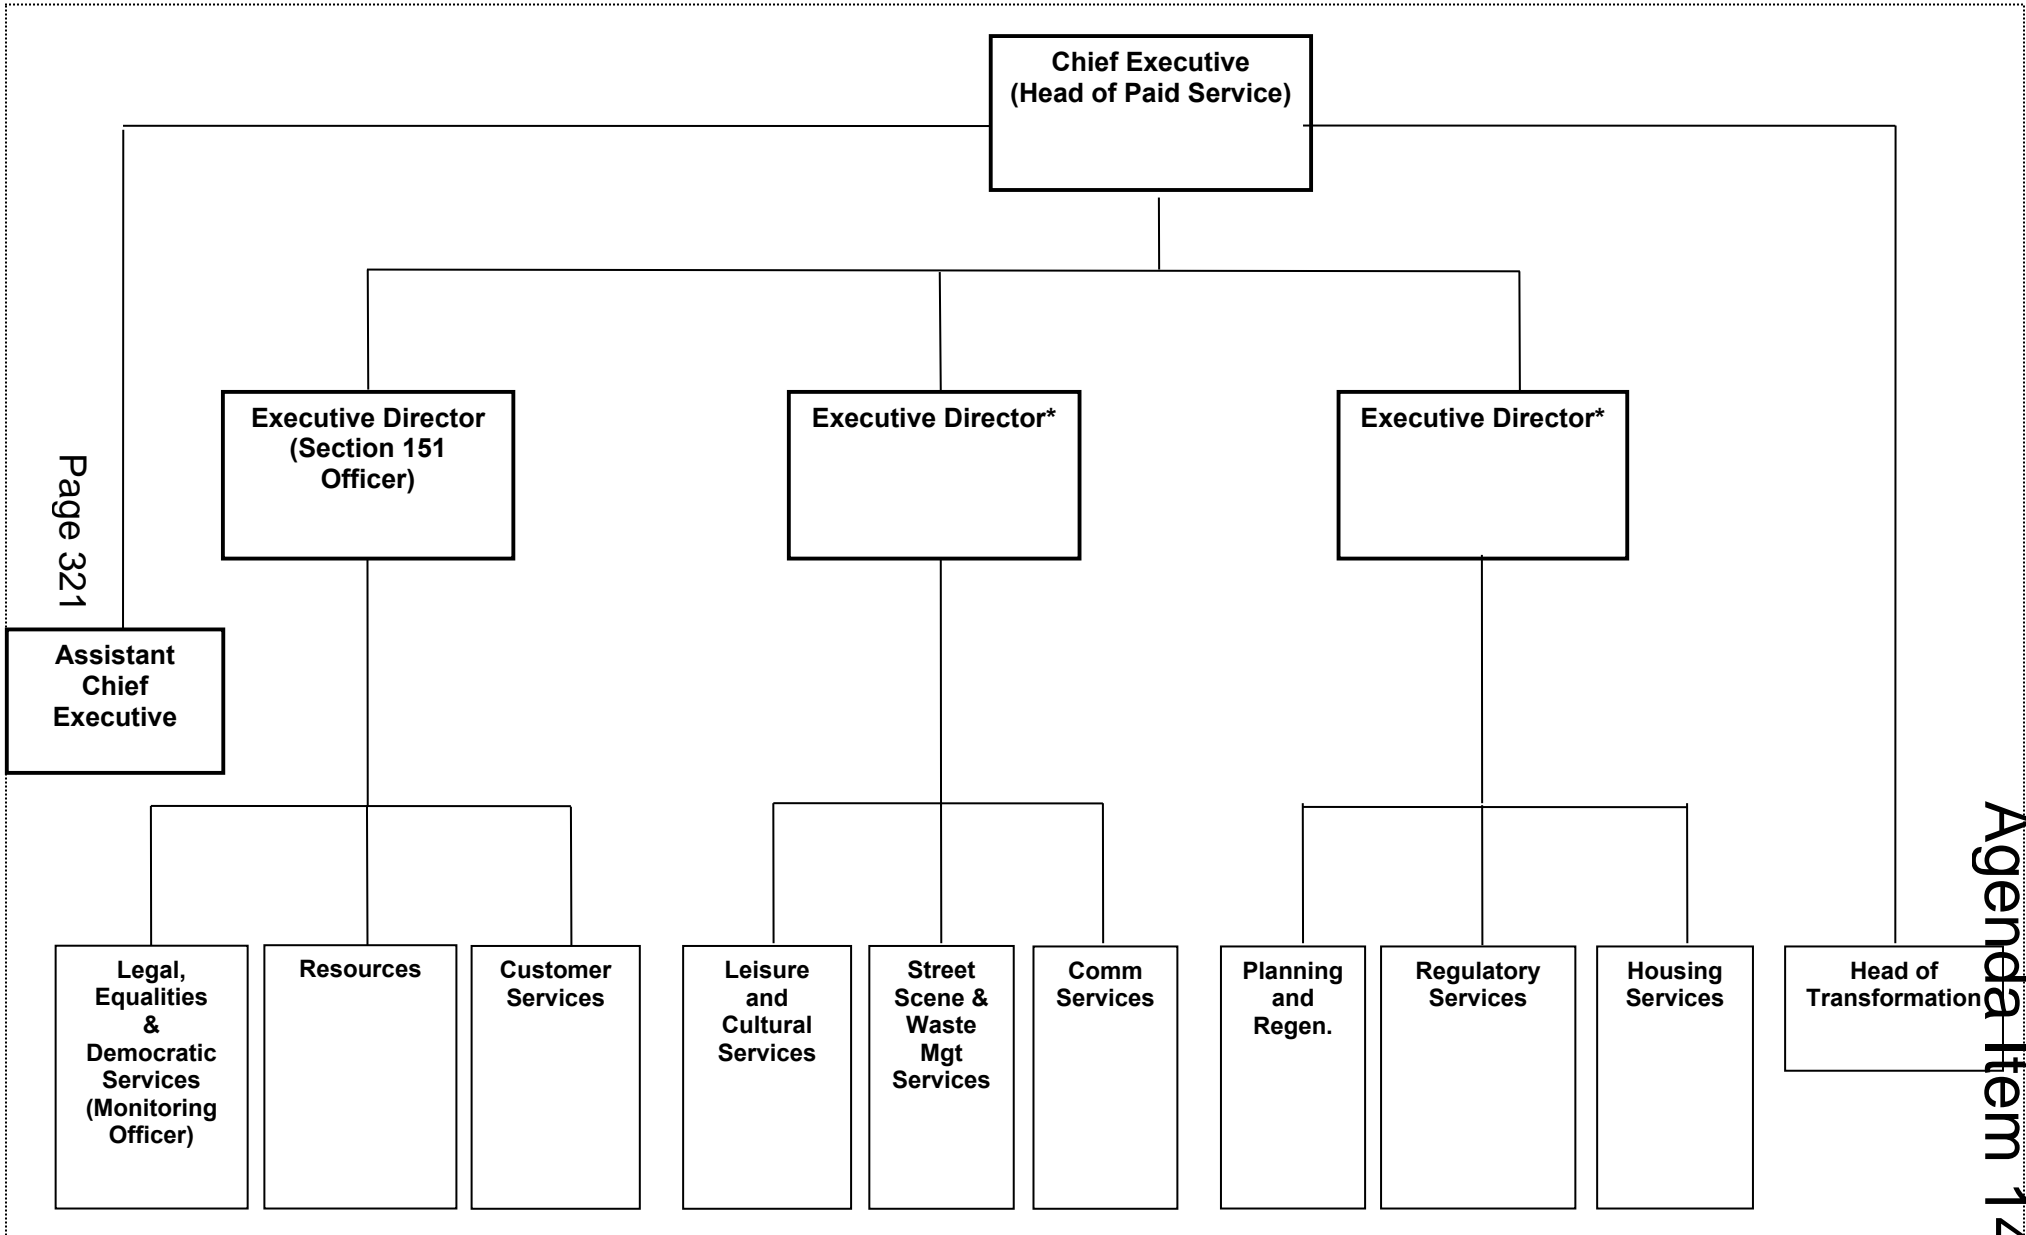 Chief Executive
(Head of Paid Service)
Executive Director
(Section 151
Officer)
Executive Director*
Executive Director*
Page 321
Assistant
Chief
Executive
Legal,
Equalities
&
Democratic
Services
(Monitoring
Officer)
Resources
Customer
Services
Leisure
and
Cultural
Services
Street
Scene &
Waste
Mgt
Services
Comm
Services
Planning
and
Regen.
Regulatory
Services
Housing
Services
Head of
Transformation
Agenda Item 14